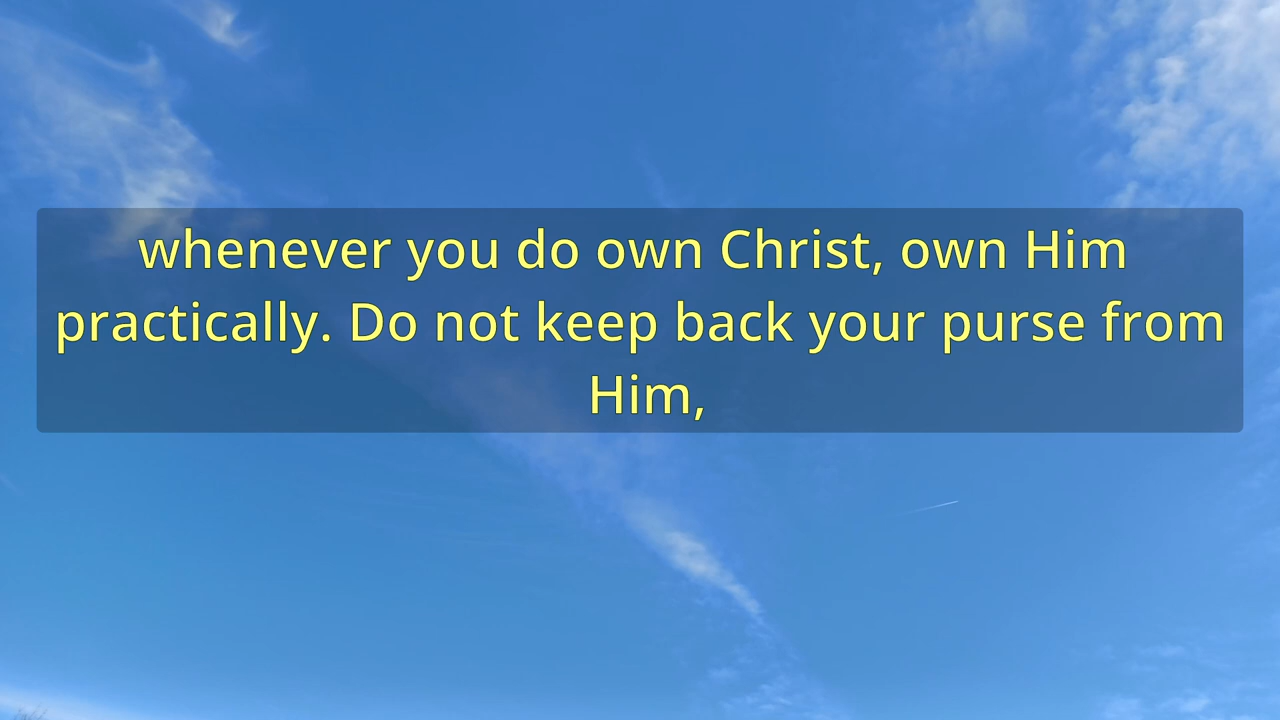 whenever you do own Christ, own Him
practically. Do not keep back your purse from
Him,